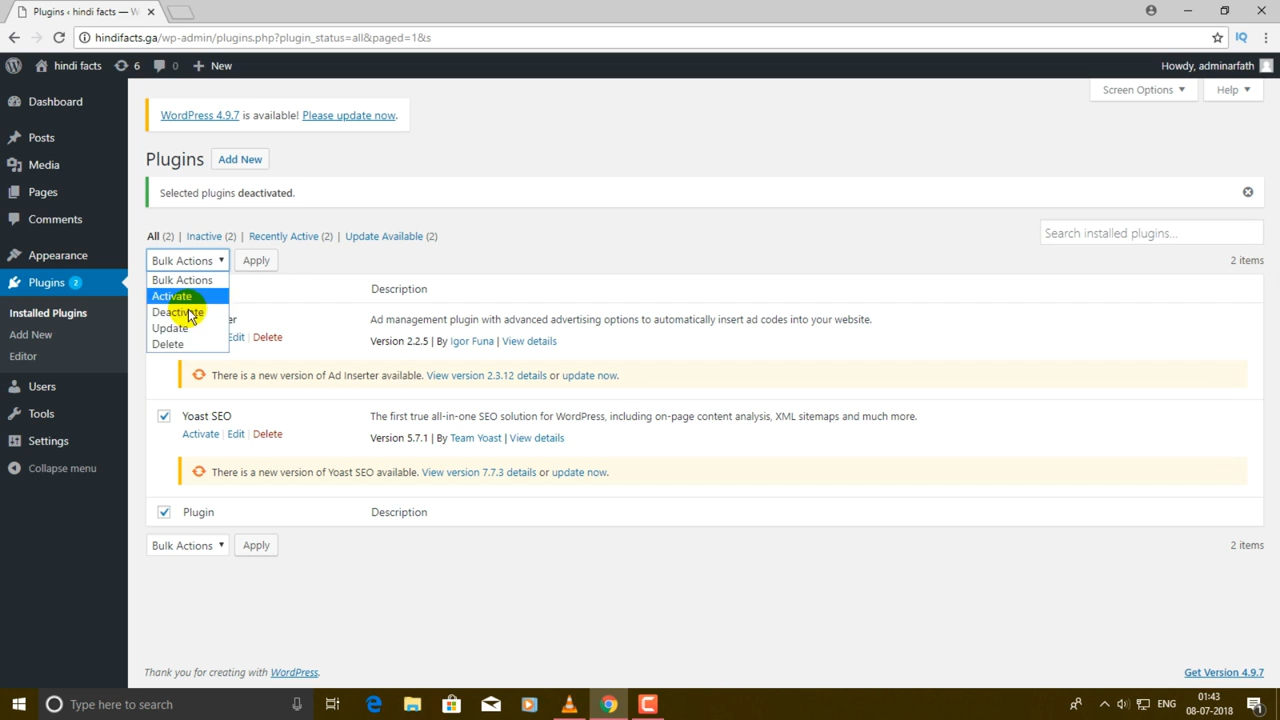 Plugins ‹ hindi facts — W
hindifacts.ga/wp-admin/plugins.php?plugin_status=all&paged=1&s
hindi facts 6 0 + New Howdy, adminarfath
Screen Options ▼ Help ▼
Dashboard
Posts
Media
Pages
Comments
Appearance
Plugins 2
Installed Plugins
Add New
Editor
Users
Tools
Settings
Collapse menu
WordPress 4.9.7 is available! Please update now.
Plugins Add New
Selected plugins deactivated.
All (2) | Inactive (2) | Recently Active (2) | Update Available (2)
Search installed plugins...
Bulk Actions ▼ Apply 2 items
Bulk Actions
Activate
Deactivate
Update
Delete
Description
er Ad management plugin with advanced advertising options to automatically insert ad codes into your website.
Edit | Delete Version 2.2.5 | By Igor Funa | View details
There is a new version of Ad Inserter available. View version 2.3.12 details or update now.
Yoast SEO The first true all-in-one SEO solution for WordPress, including on-page content analysis, XML sitemaps and much more.
Activate | Edit | Delete Version 5.7.1 | By Team Yoast | View details
There is a new version of Yoast SEO available. View version 7.7.3 details or update now.
Plugin Description
Bulk Actions ▼ Apply 2 items
Thank you for creating with WordPress. Get Version 4.9.7
Type here to search ENG 01:43
08-07-2018